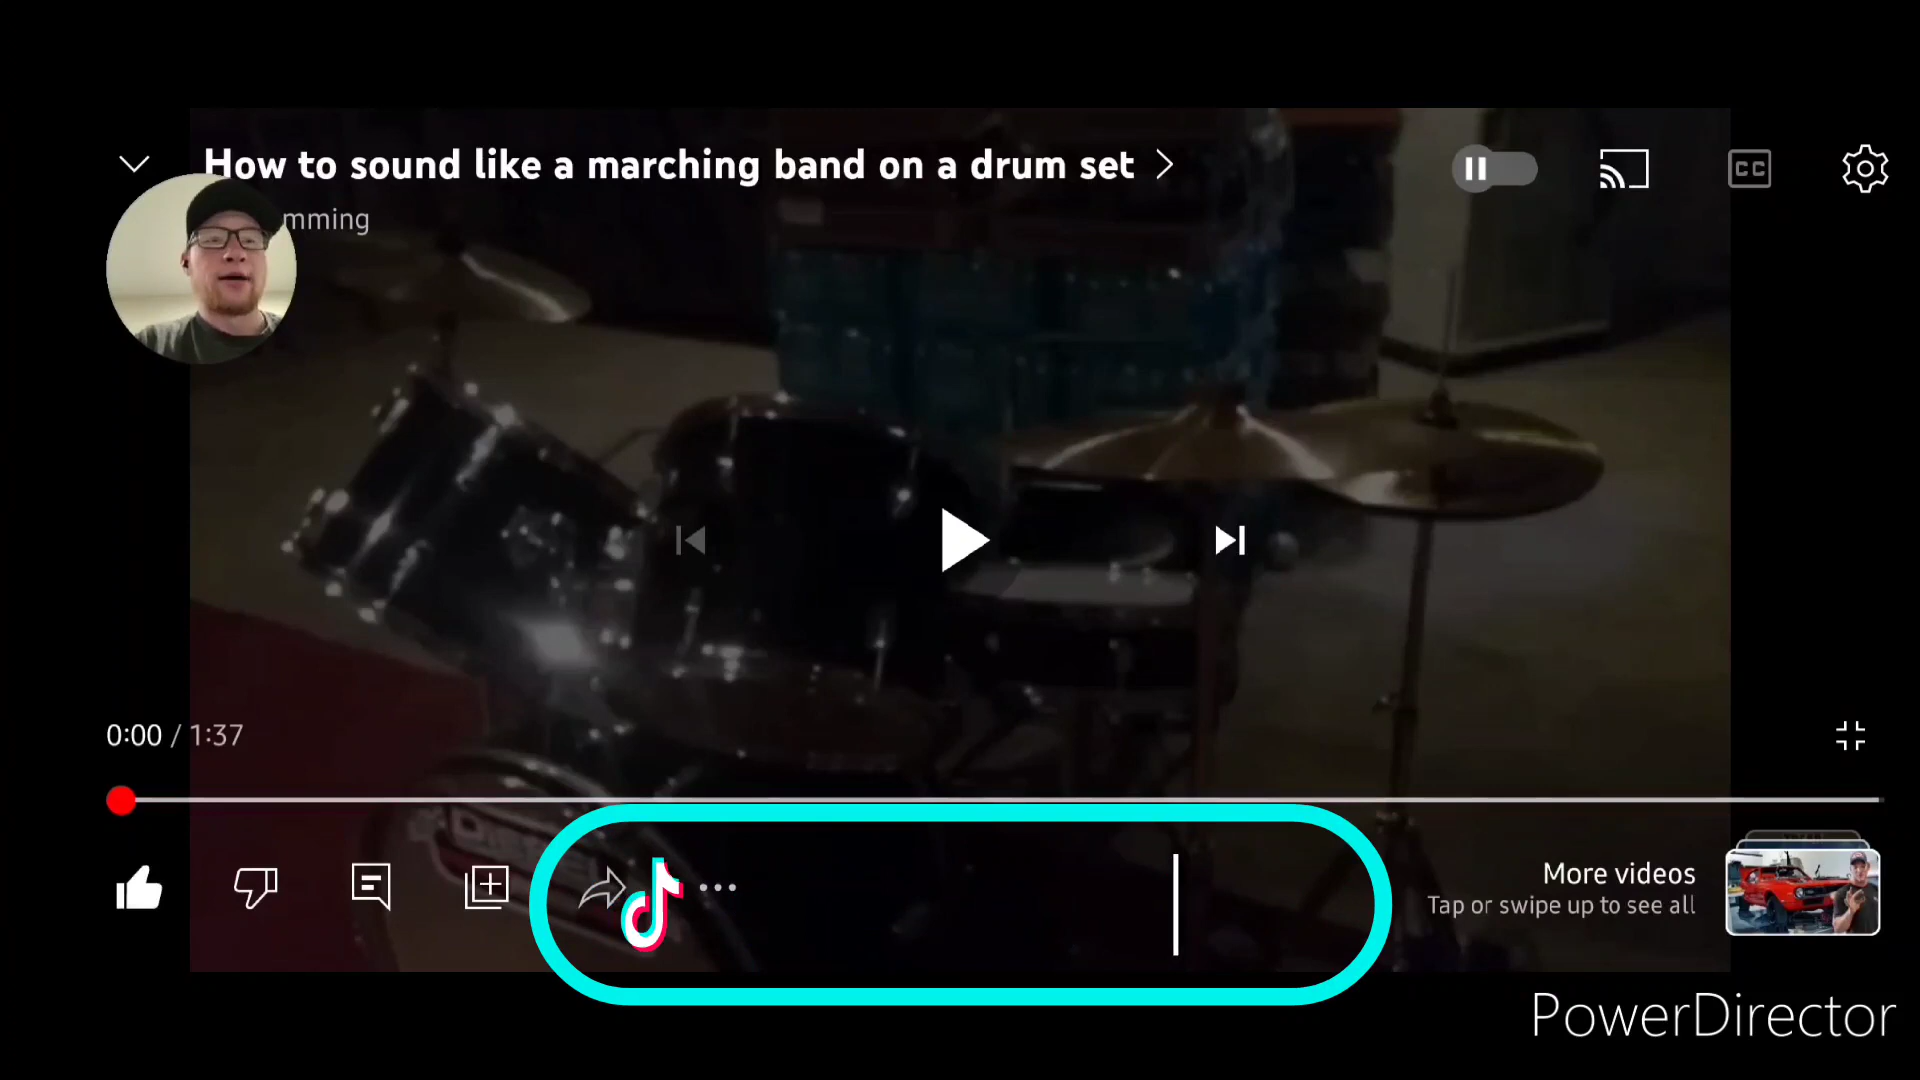 How to sound like a marching band on a drum set
mming
CC
0:00 / 1:37
More videos
Tap or swipe up to see all
PowerDirector